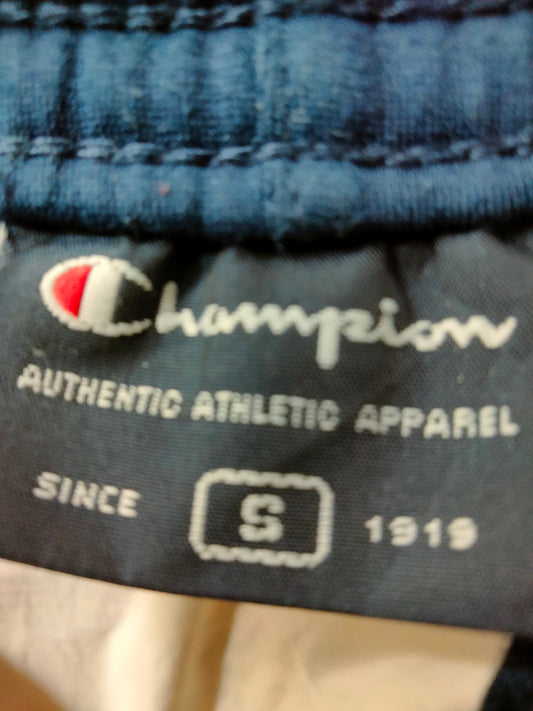 Champion
AUTHENTIC ATHLETIC APPAREL
SINCE S 1919